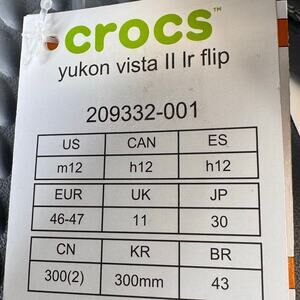 crocs™
yukon vista II lr flip
209332-001
US CAN ES
m12 h12 h12
EUR UK JP
46-47 11 30
CN KR BR
300(2) 300mm 43